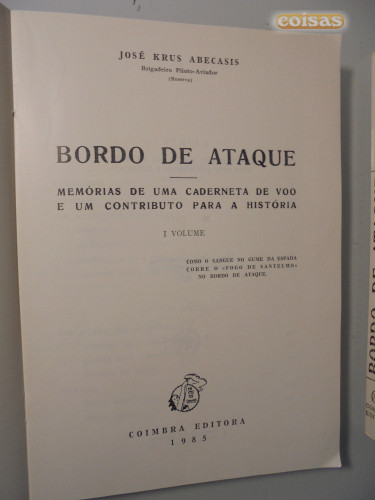 coisas
JOSÉ KRUS ABECASIS
Brigadeiro Piloto-Aviador
(Reserva)
BORDO DE ATAQUE
MEMÓRIAS DE UMA CADERNETA DE VOO
E UM CONTRIBUTO PARA A HISTÓRIA
I VOLUME
COMO O SANGUE NO GUME DA ESPADA
CORRE O «FOGO DE SANTELMO»
NO BORDO DE ATAQUE.
COIMBRA EDITORA
1985
BORDO DE ATAQUE